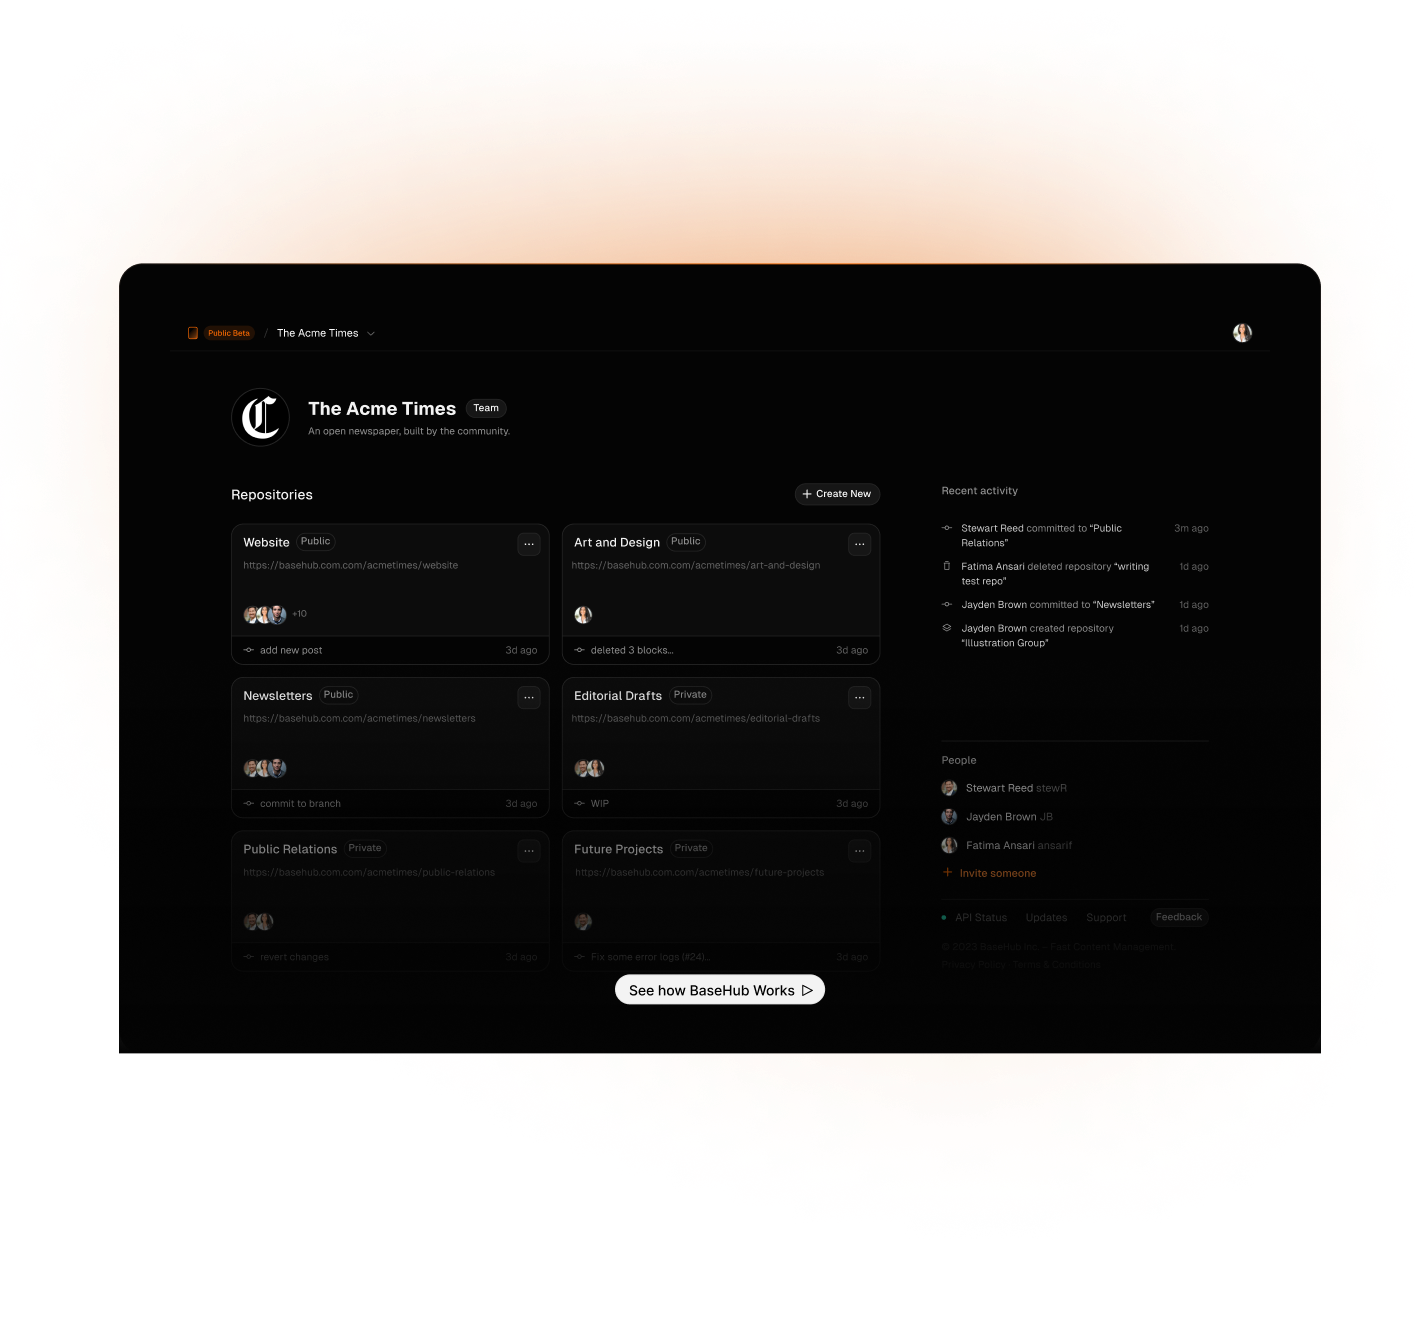 Public Beta / The Acme Times
C
The Acme Times Team
An open newspaper, built by the community.
Repositories
+ Create New
Website Public
https://basehub.com.com/acmetimes/website
+10
add new post 3d ago
Art and Design Public
https://basehub.com.com/acmetimes/art-and-design
deleted 3 blocks... 3d ago
Newsletters Public
https://basehub.com.com/acmetimes/newsletters
commit to branch 3d ago
Editorial Drafts Private
https://basehub.com.com/acmetimes/editorial-drafts
WIP 3d ago
Public Relations Private
https://basehub.com.com/acmetimes/public-relations
revert changes 3d ago
Future Projects Private
https://basehub.com.com/acmetimes/future-projects
Fix some error logs (#24)... 3d ago
Recent activity
Stewart Reed committed to “Public 3m ago
Relations”
Fatima Ansari deleted repository “writing 1d ago
test repo”
Jayden Brown committed to “Newsletters” 1d ago
Jayden Brown created repository 1d ago
“Illustration Group”
People
Stewart Reed stewR
Jayden Brown JB
Fatima Ansari ansarif
+ Invite someone
API Status Updates Support Feedback
© 2023 BaseHub Inc. – Fast Content Management.
Privacy Policy · Terms & Conditions
See how BaseHub Works